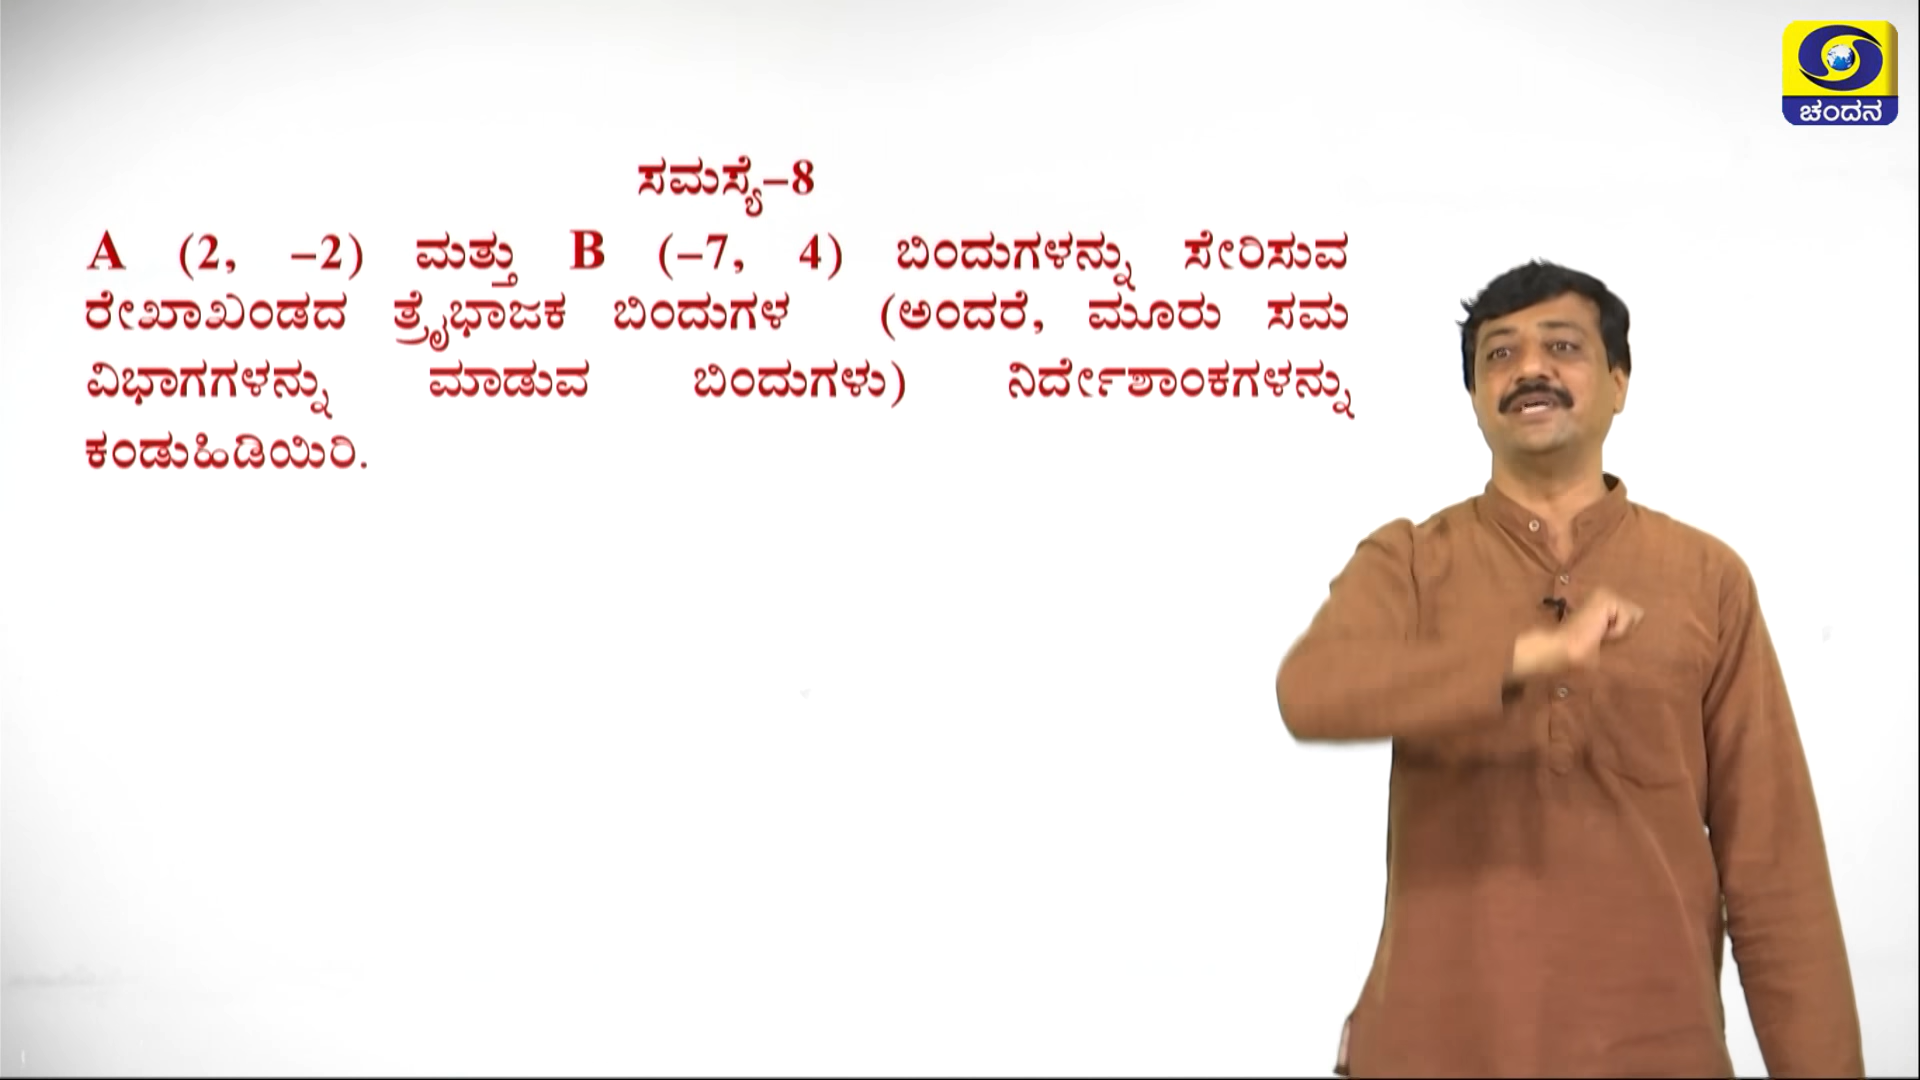 ಚಂದನ
ಸಮಸ್ಯೆ–8
A (2, –2) ಮತ್ತು B (–7, 4) ಬಿಂದುಗಳನ್ನು ಸೇರಿಸುವ
ರೇಖಾಖಂಡದ ತ್ರೈಭಾಜಕ ಬಿಂದುಗಳ (ಅಂದರೆ, ಮೂರು ಸಮ
ವಿಭಾಗಗಳನ್ನು ಮಾಡುವ ಬಿಂದುಗಳು) ನಿರ್ದೇಶಾಂಕಗಳನ್ನು
ಕಂಡುಹಿಡಿಯಿರಿ.